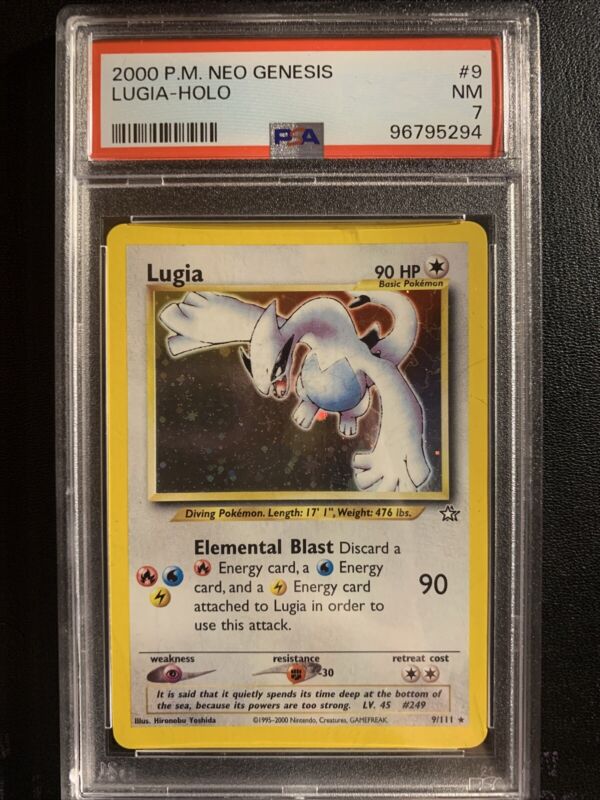 2000 P.M. NEO GENESIS #9
LUGIA-HOLO NM
7
PSA 96795294
Lugia 90 HP
Basic Pokémon
Diving Pokémon. Length: 17' 1", Weight: 476 lbs.
Elemental Blast Discard a
Energy card, a Energy
card, and a Energy card
attached to Lugia in order to
use this attack.
90
weakness resistance retreat cost
-30
It is said that it quietly spends its time deep at the bottom of
the sea, because its powers are too strong. LV. 45 #249
Illus. Hironobu Yoshida ©1995-2000 Nintendo, Creatures, GAMEFREAK. 9/111 ★